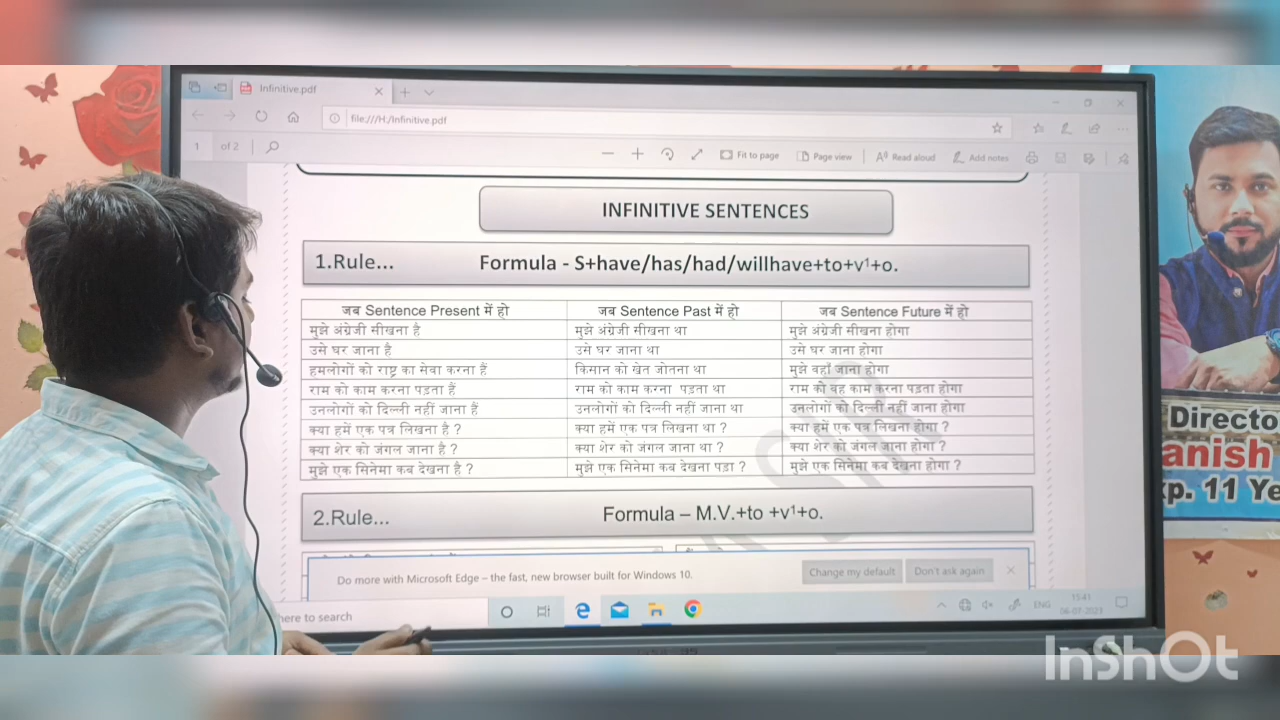 Infinitive.pdf
file:///H:/Infinitive.pdf
1 of 2
Fit to page
Page view
Read aloud
Add notes
INFINITIVE SENTENCES
1.Rule... Formula - S+have/has/had/willhave+to+v¹+o.
जब Sentence Present में हो जब Sentence Past में हो जब Sentence Future में हो
मुझे अंग्रेजी सीखना है मुझे अंग्रेजी सीखना था मुझे अंग्रेजी सीखना होगा
उसे घर जाना है उसे घर जाना था उसे घर जाना होगा
हमलोगों को राष्ट्र का सेवा करना हैं किसान को खेत जोतना था मुझे वहाँ जाना होगा
राम को काम करना पड़ता हैं राम को काम करना पड़ता था राम की वह काम करना पड़ता होगा
उनलोगों को दिल्ली नहीं जाना हैं उनलोगों को दिल्ली नहीं जाना था उनलोगों को दिल्ली नहीं जाना होगा
क्या हमें एक पत्र लिखना है ? क्या हमें एक पत्र लिखना था ? क्या हमें एक पत्र लिखना होगा ?
क्या शेर को जंगल जाना है ? क्या शेर को जंगल जाना था ? क्या शेर को जंगल जाना होगा ?
मुझे एक सिनेमा कब देखना है ? मुझे एक सिनेमा कब देखना पड़ा ? मुझे एक सिनेमा कब देखना होगा ?
2.Rule... Formula – M.V.+to +v¹+o.
Do more with Microsoft Edge – the fast, new browser built for Windows 10.
Change my default
Don't ask again
here to search
ENG
15:41
06-07-2023
Directo
anish
xp. 11 Ye
InShOt